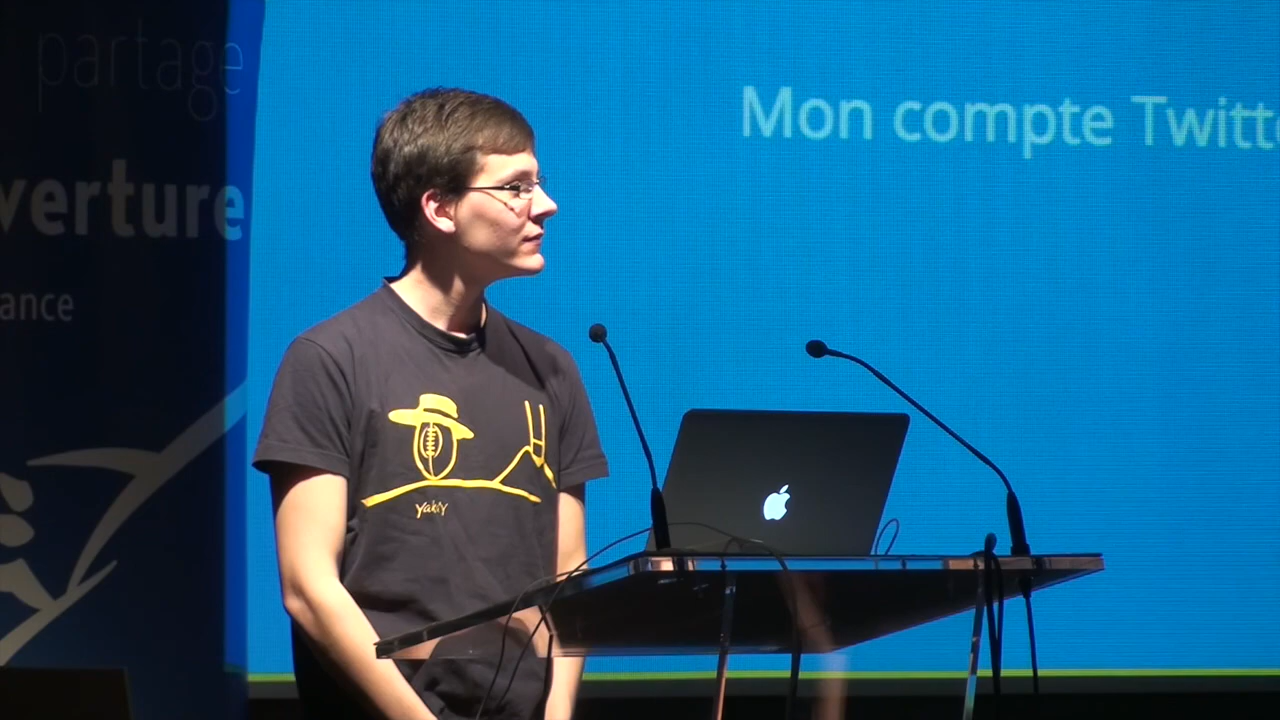 partage
verture
ance
Mon compte Twitte
YakaY